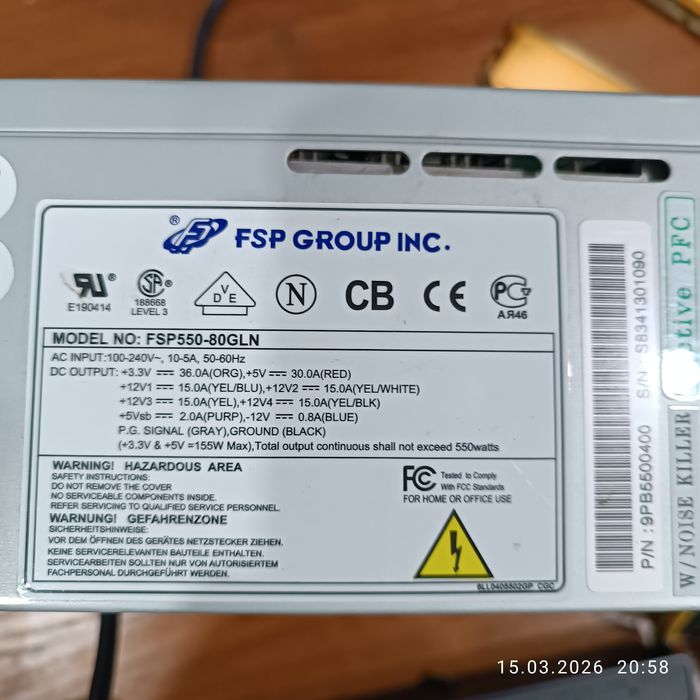 FSP GROUP INC.
E190414
188668
LEVEL 3
VDE
N
CB
CE
PC
АЯ46
MODEL NO: FSP550-80GLN
AC INPUT:100-240V~, 10-5A, 50-60Hz
DC OUTPUT: +3.3V ⎓ 36.0A(ORG),+5V ⎓ 30.0A(RED)
+12V1 ⎓ 15.0A(YEL/BLU),+12V2 ⎓ 15.0A(YEL/WHITE)
+12V3 ⎓ 15.0A(YEL),+12V4 ⎓ 15.0A(YEL/BLK)
+5Vsb ⎓ 2.0A(PURP),-12V ⎓ 0.8A(BLUE)
P.G. SIGNAL (GRAY),GROUND (BLACK)
(+3.3V & +5V =155W Max),Total output continuous shall not exceed 550watts
WARNING! HAZARDOUS AREA
SAFETY INSTRUCTIONS:
DO NOT REMOVE THE COVER
NO SERVICEABLE COMPONENTS INSIDE.
REFER SERVICING TO QUALIFIED SERVICE PERSONNEL.
WARNUNG! GEFAHRENZONE
SICHERHEITSHINWEISE:
VOR DEM ÖFFNEN DES GERÄTES NETZSTECKER ZIEHEN.
KEINE SERVICERELEVANTEN BAUTEILE ENTHALTEN.
SERVICEARBEITEN SOLLTEN NUR VON AUTORISIERTEM
FACHPERSONAL DURCHGEFÜHRT WERDEN.
FC Tested to Comply
With FCC Standards
FOR HOME OR OFFICE USE
6LL0405502GP CGC
P/N : 9PB5500400 S/N : S8341301090
W/NOISE KILLER
PFC
15.03.2026 20:58